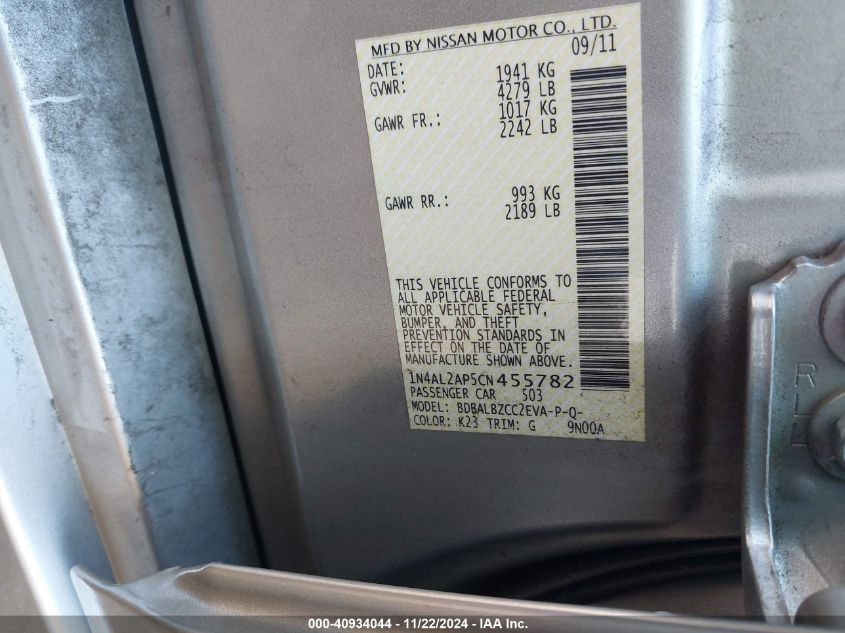 MFD BY NISSAN MOTOR CO., LTD.
DATE: 09/11
GVWR: 1941 KG
4279 LB
GAWR FR.: 1017 KG
2242 LB
GAWR RR.: 993 KG
2189 LB
THIS VEHICLE CONFORMS TO
ALL APPLICABLE FEDERAL
MOTOR VEHICLE SAFETY,
BUMPER, AND THEFT
PREVENTION STANDARDS IN
EFFECT ON THE DATE OF
MANUFACTURE SHOWN ABOVE.
1N4AL2AP5CN455782
PASSENGER CAR 503
MODEL: BDBALBZCC2EVA-P-Q-
COLOR: K23 TRIM: G 9N00A
000-40934044 - 11/22/2024 - IAA Inc.